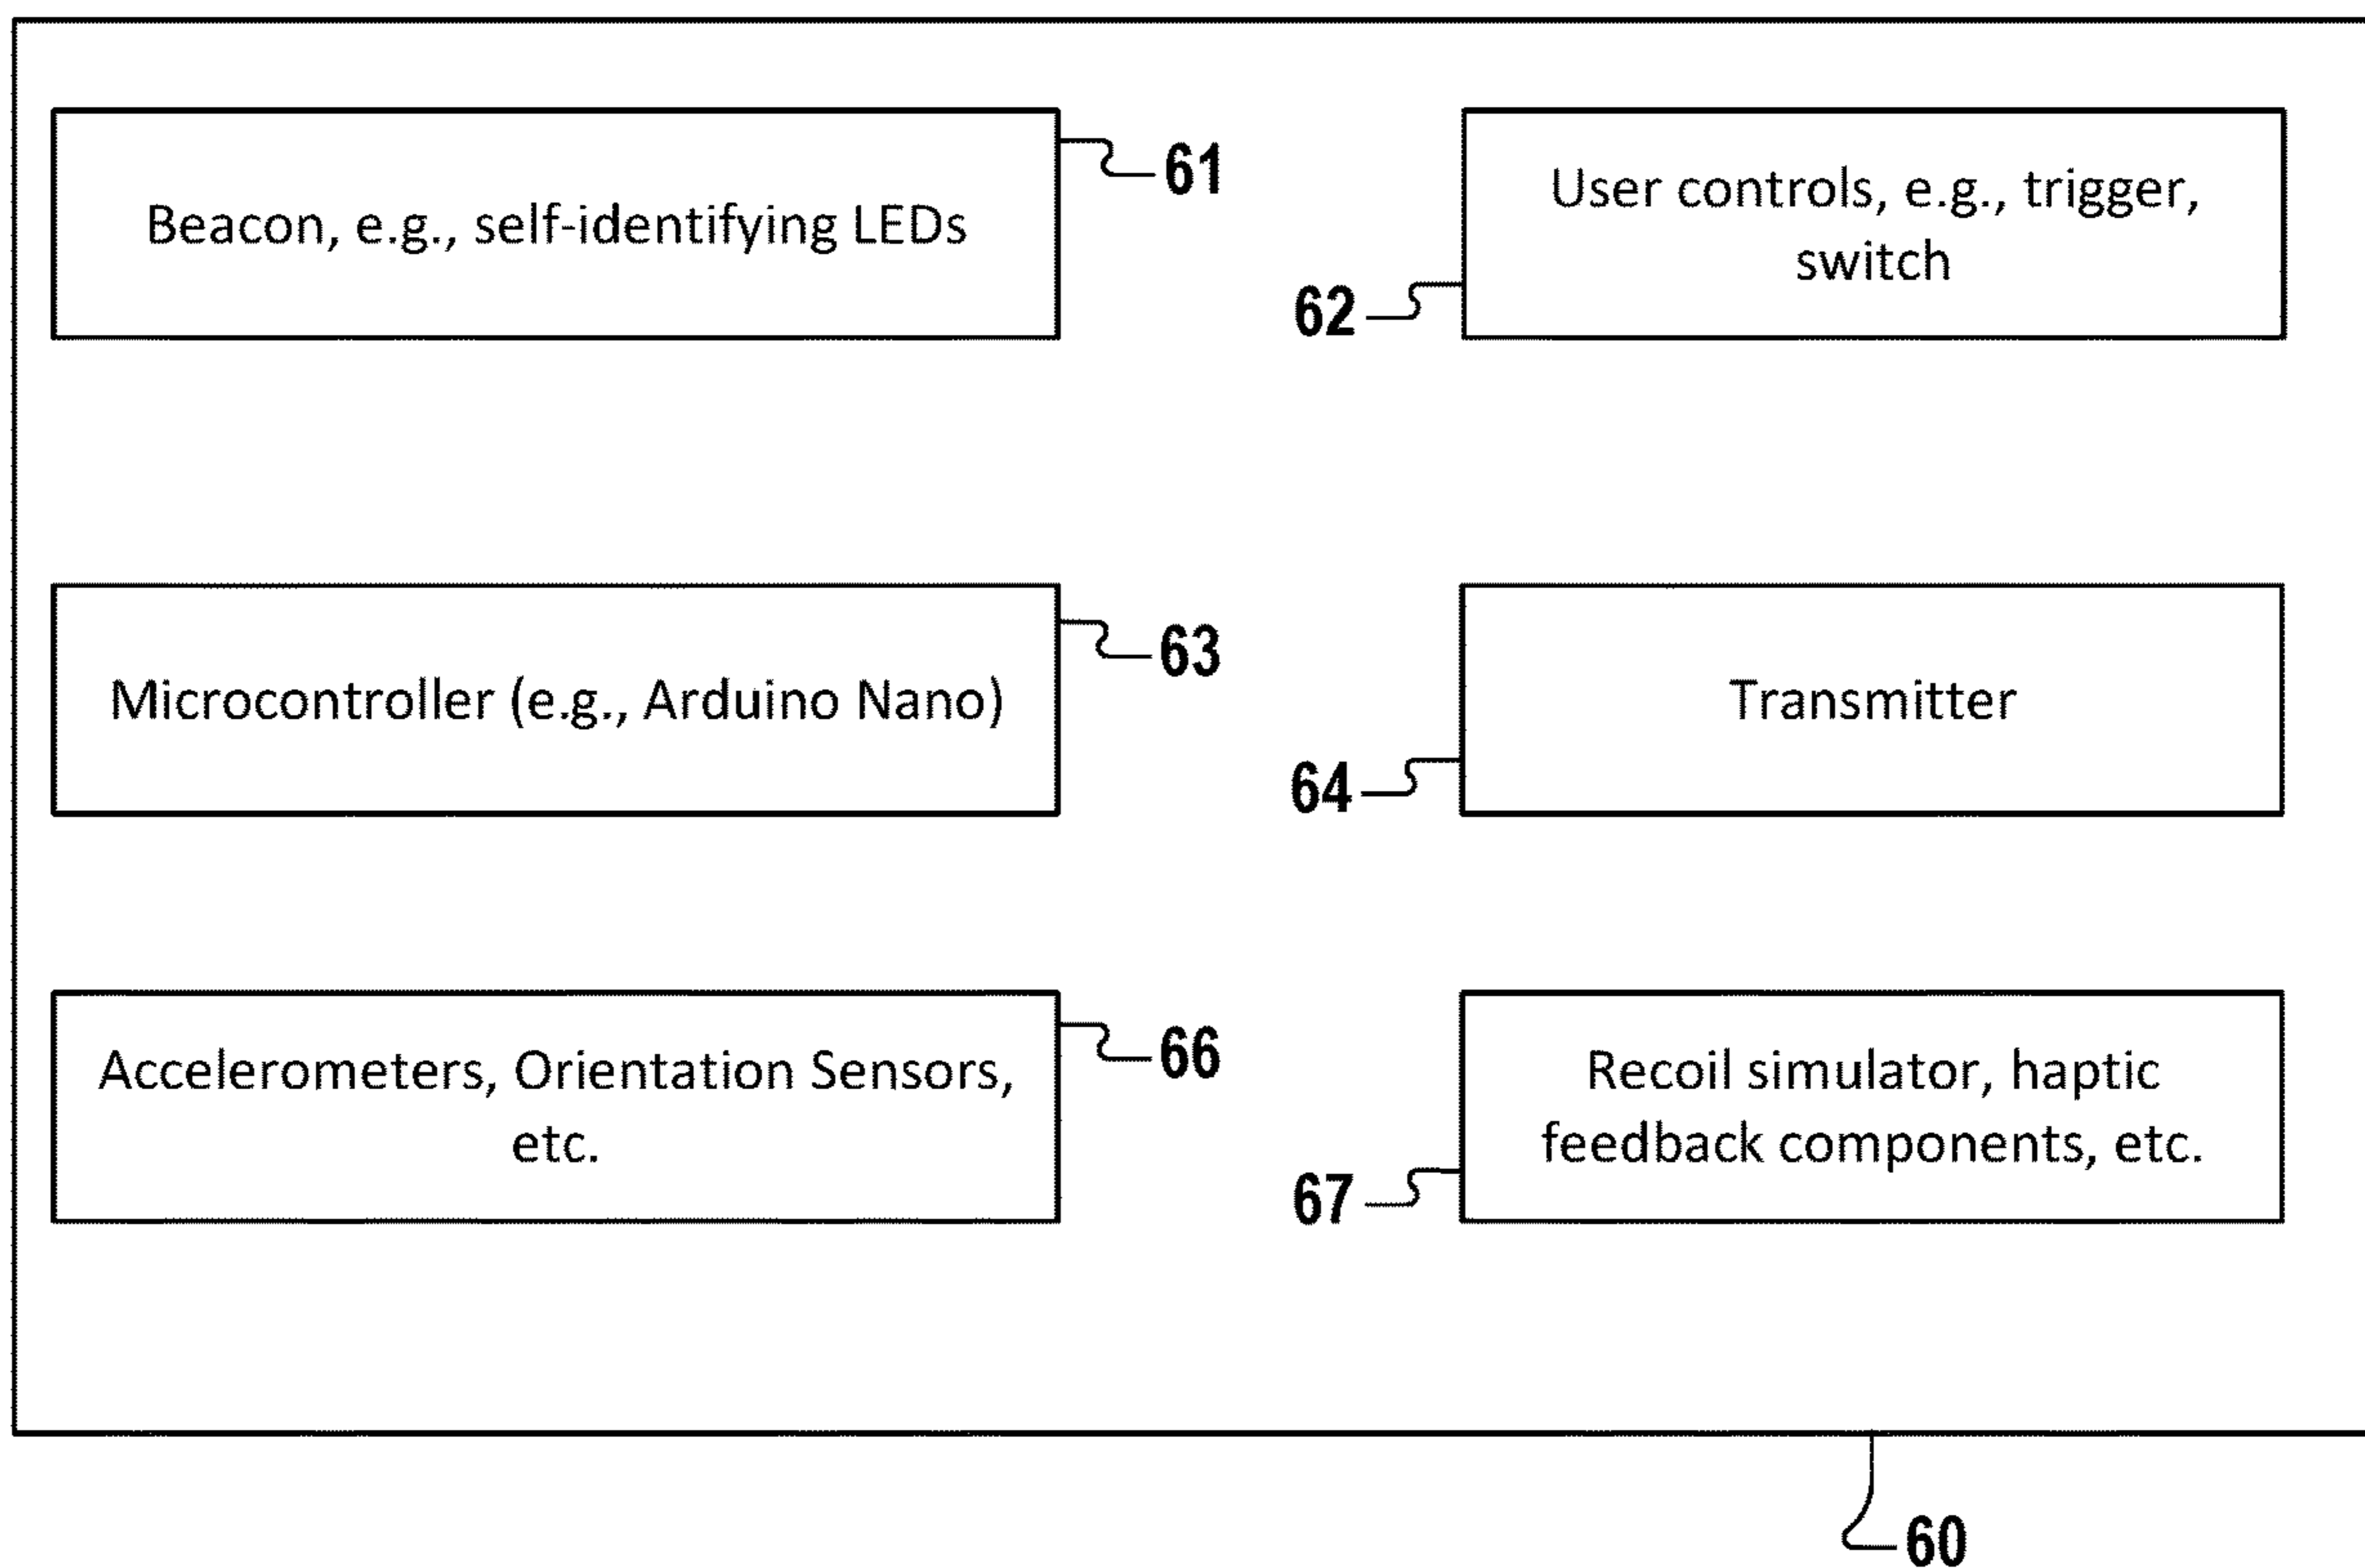 Beacon, e.g., self-identifying LEDs
61
User controls, e.g., trigger,
switch
62
Microcontroller (e.g., Arduino Nano)
63
Transmitter
64
Accelerometers, Orientation Sensors,
etc.
66
Recoil simulator, haptic
feedback components, etc.
67
60